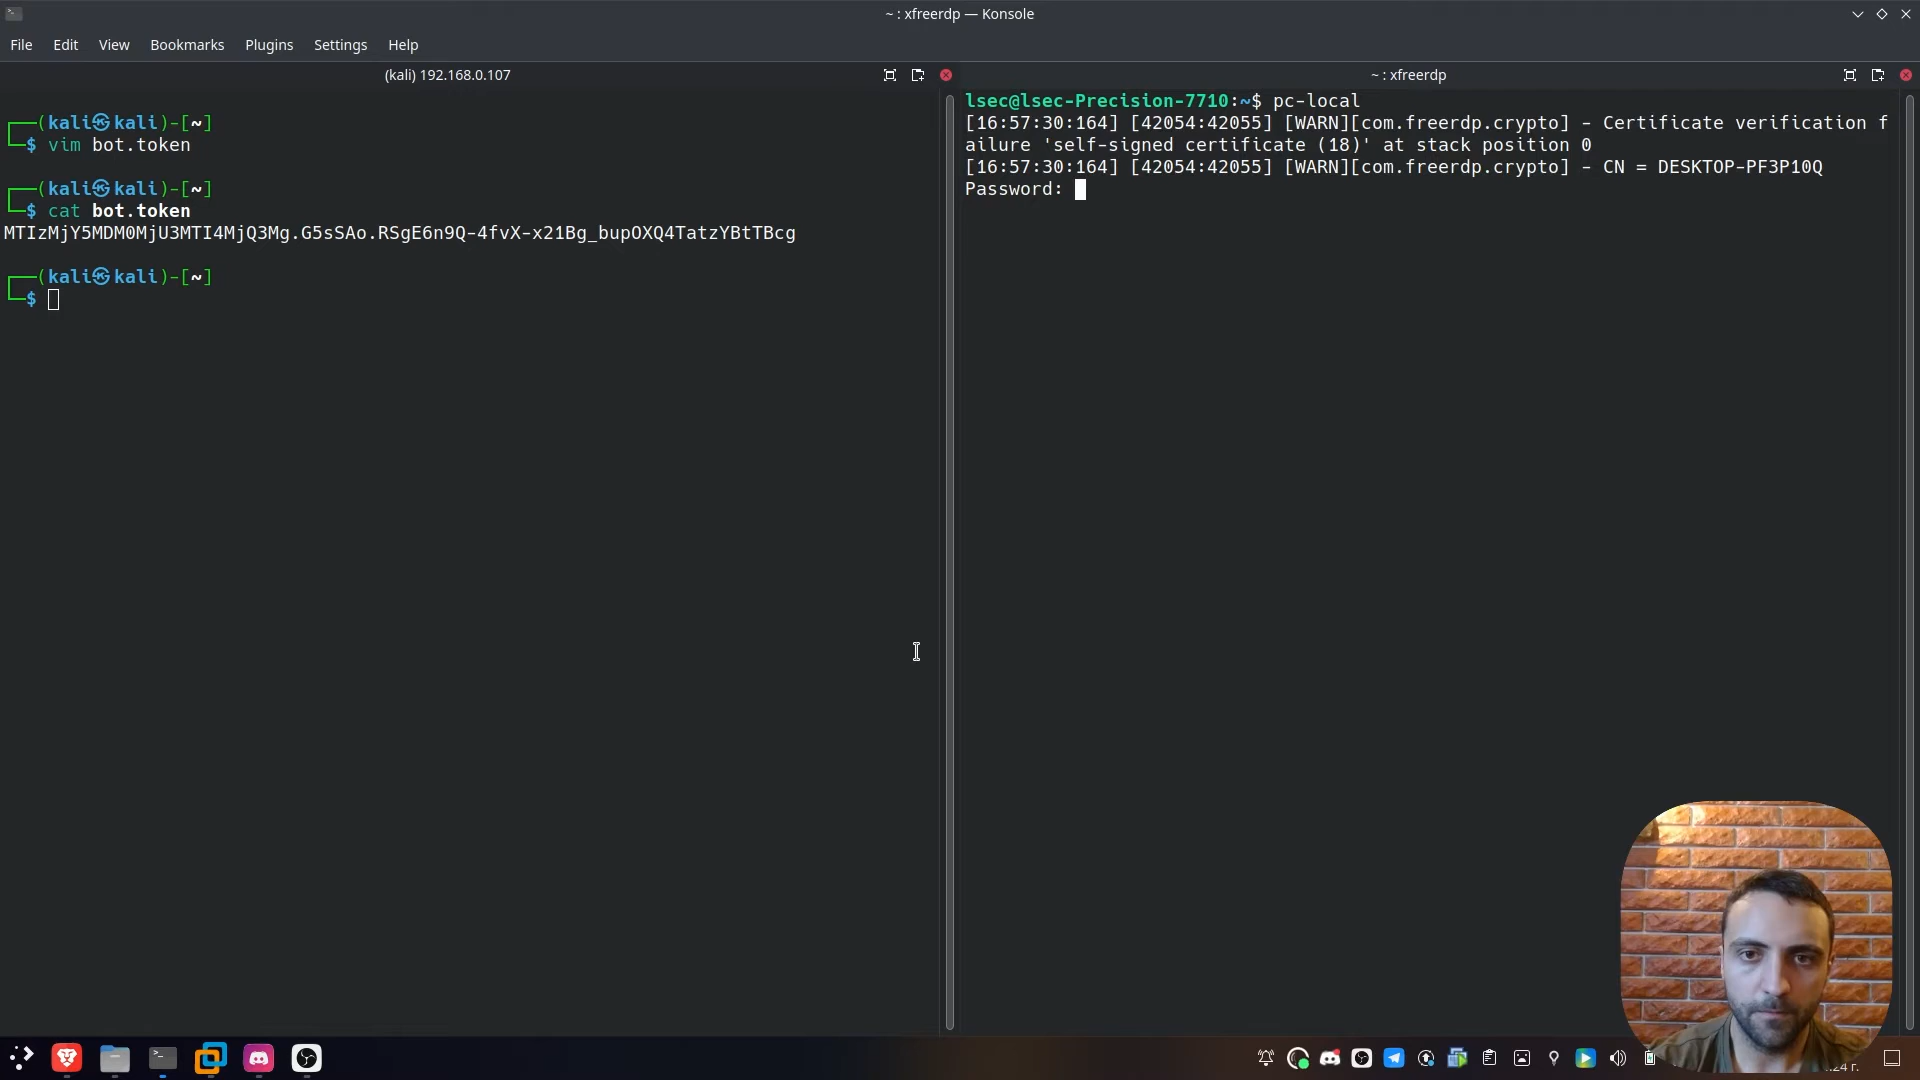 ~ : xfreerdp — Konsole
File Edit View Bookmarks Plugins Settings Help
(kali) 192.168.0.107
┌──(kali㉿kali)-[~]
└─$ vim bot.token
┌──(kali㉿kali)-[~]
└─$ cat bot.token
MTIzMjY5MDM0MjU3MTI4MjQ3Mg.G5sSAo.RSgE6n9Q-4fvX-x21Bg_bupOXQ4TatzYBtTBcg
┌──(kali㉿kali)-[~]
└─$
~ : xfreerdp
lsec@lsec-Precision-7710:~$ pc-local
[16:57:30:164] [42054:42055] [WARN][com.freerdp.crypto] - Certificate verification f
ailure 'self-signed certificate (18)' at stack position 0
[16:57:30:164] [42054:42055] [WARN][com.freerdp.crypto] - CN = DESKTOP-PF3P10Q
Password: